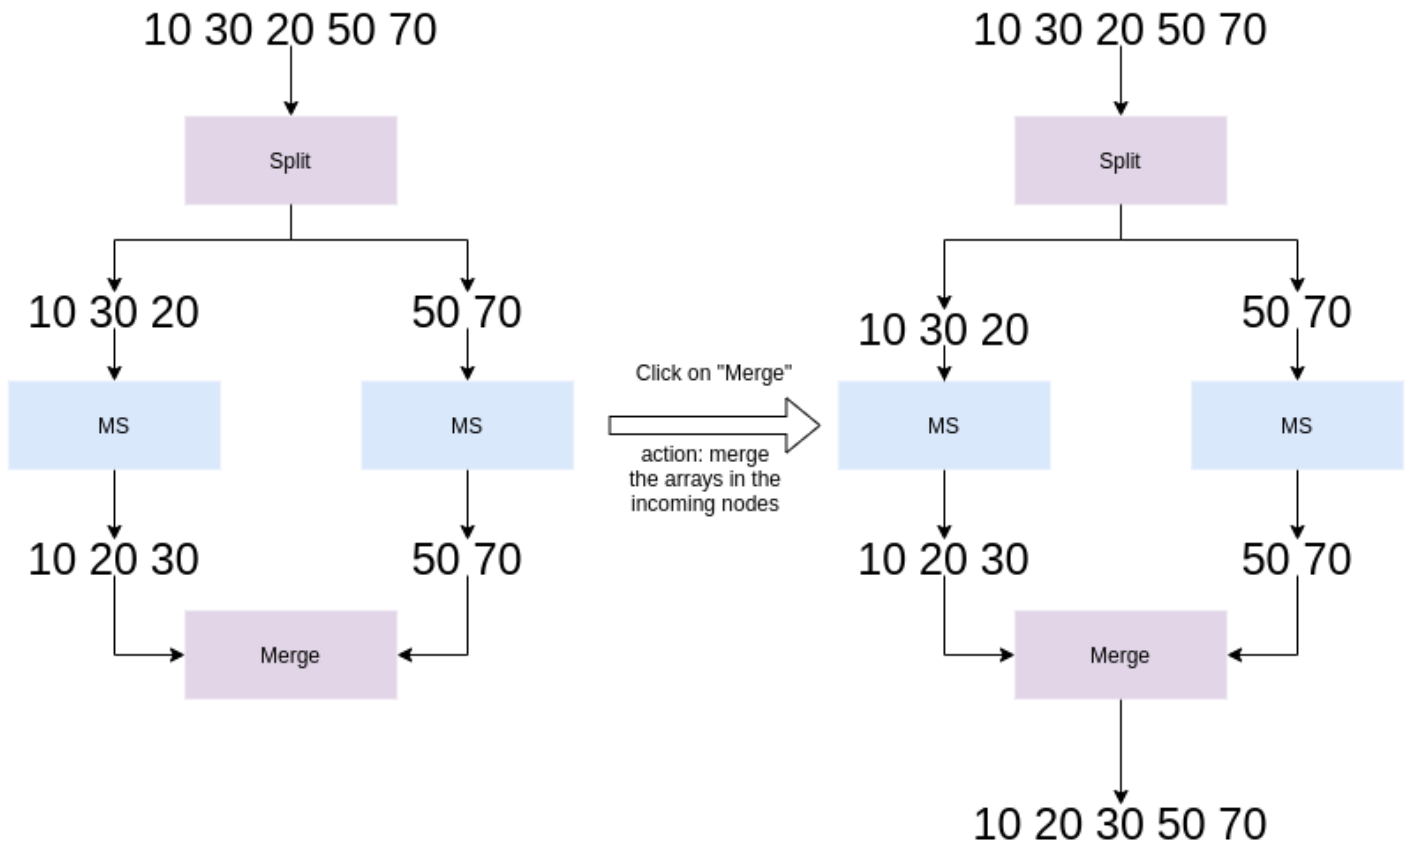 10 30 20 50 70
Split
10 30 20
50 70
MS
MS
10 20 30
50 70
Merge
Click on "Merge"
action: merge
the arrays in the
incoming nodes
10 30 20 50 70
Split
10 30 20
50 70
MS
MS
10 20 30
50 70
Merge
10 20 30 50 70